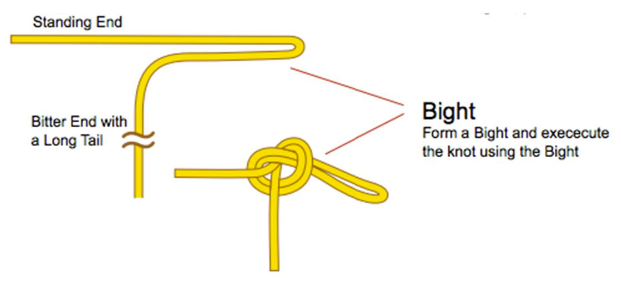 Standing End
Bitter End with
a Long Tail
Bight
Form a Bight and exececute
the knot using the Bight